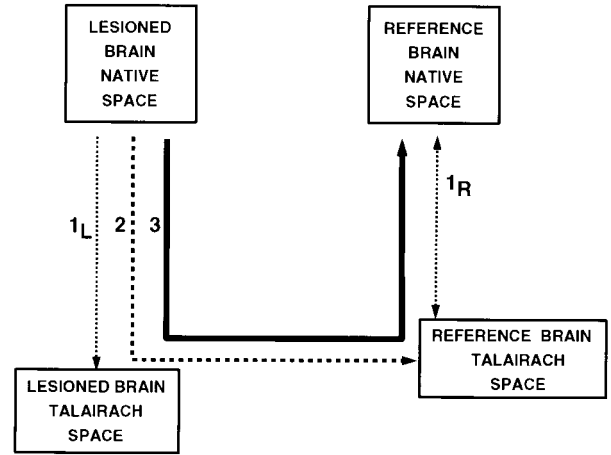 LESIONED
BRAIN
NATIVE
SPACE
REFERENCE
BRAIN
NATIVE
SPACE
1L
2
3
1R
LESIONED BRAIN
TALAIRACH
SPACE
REFERENCE BRAIN
TALAIRACH
SPACE